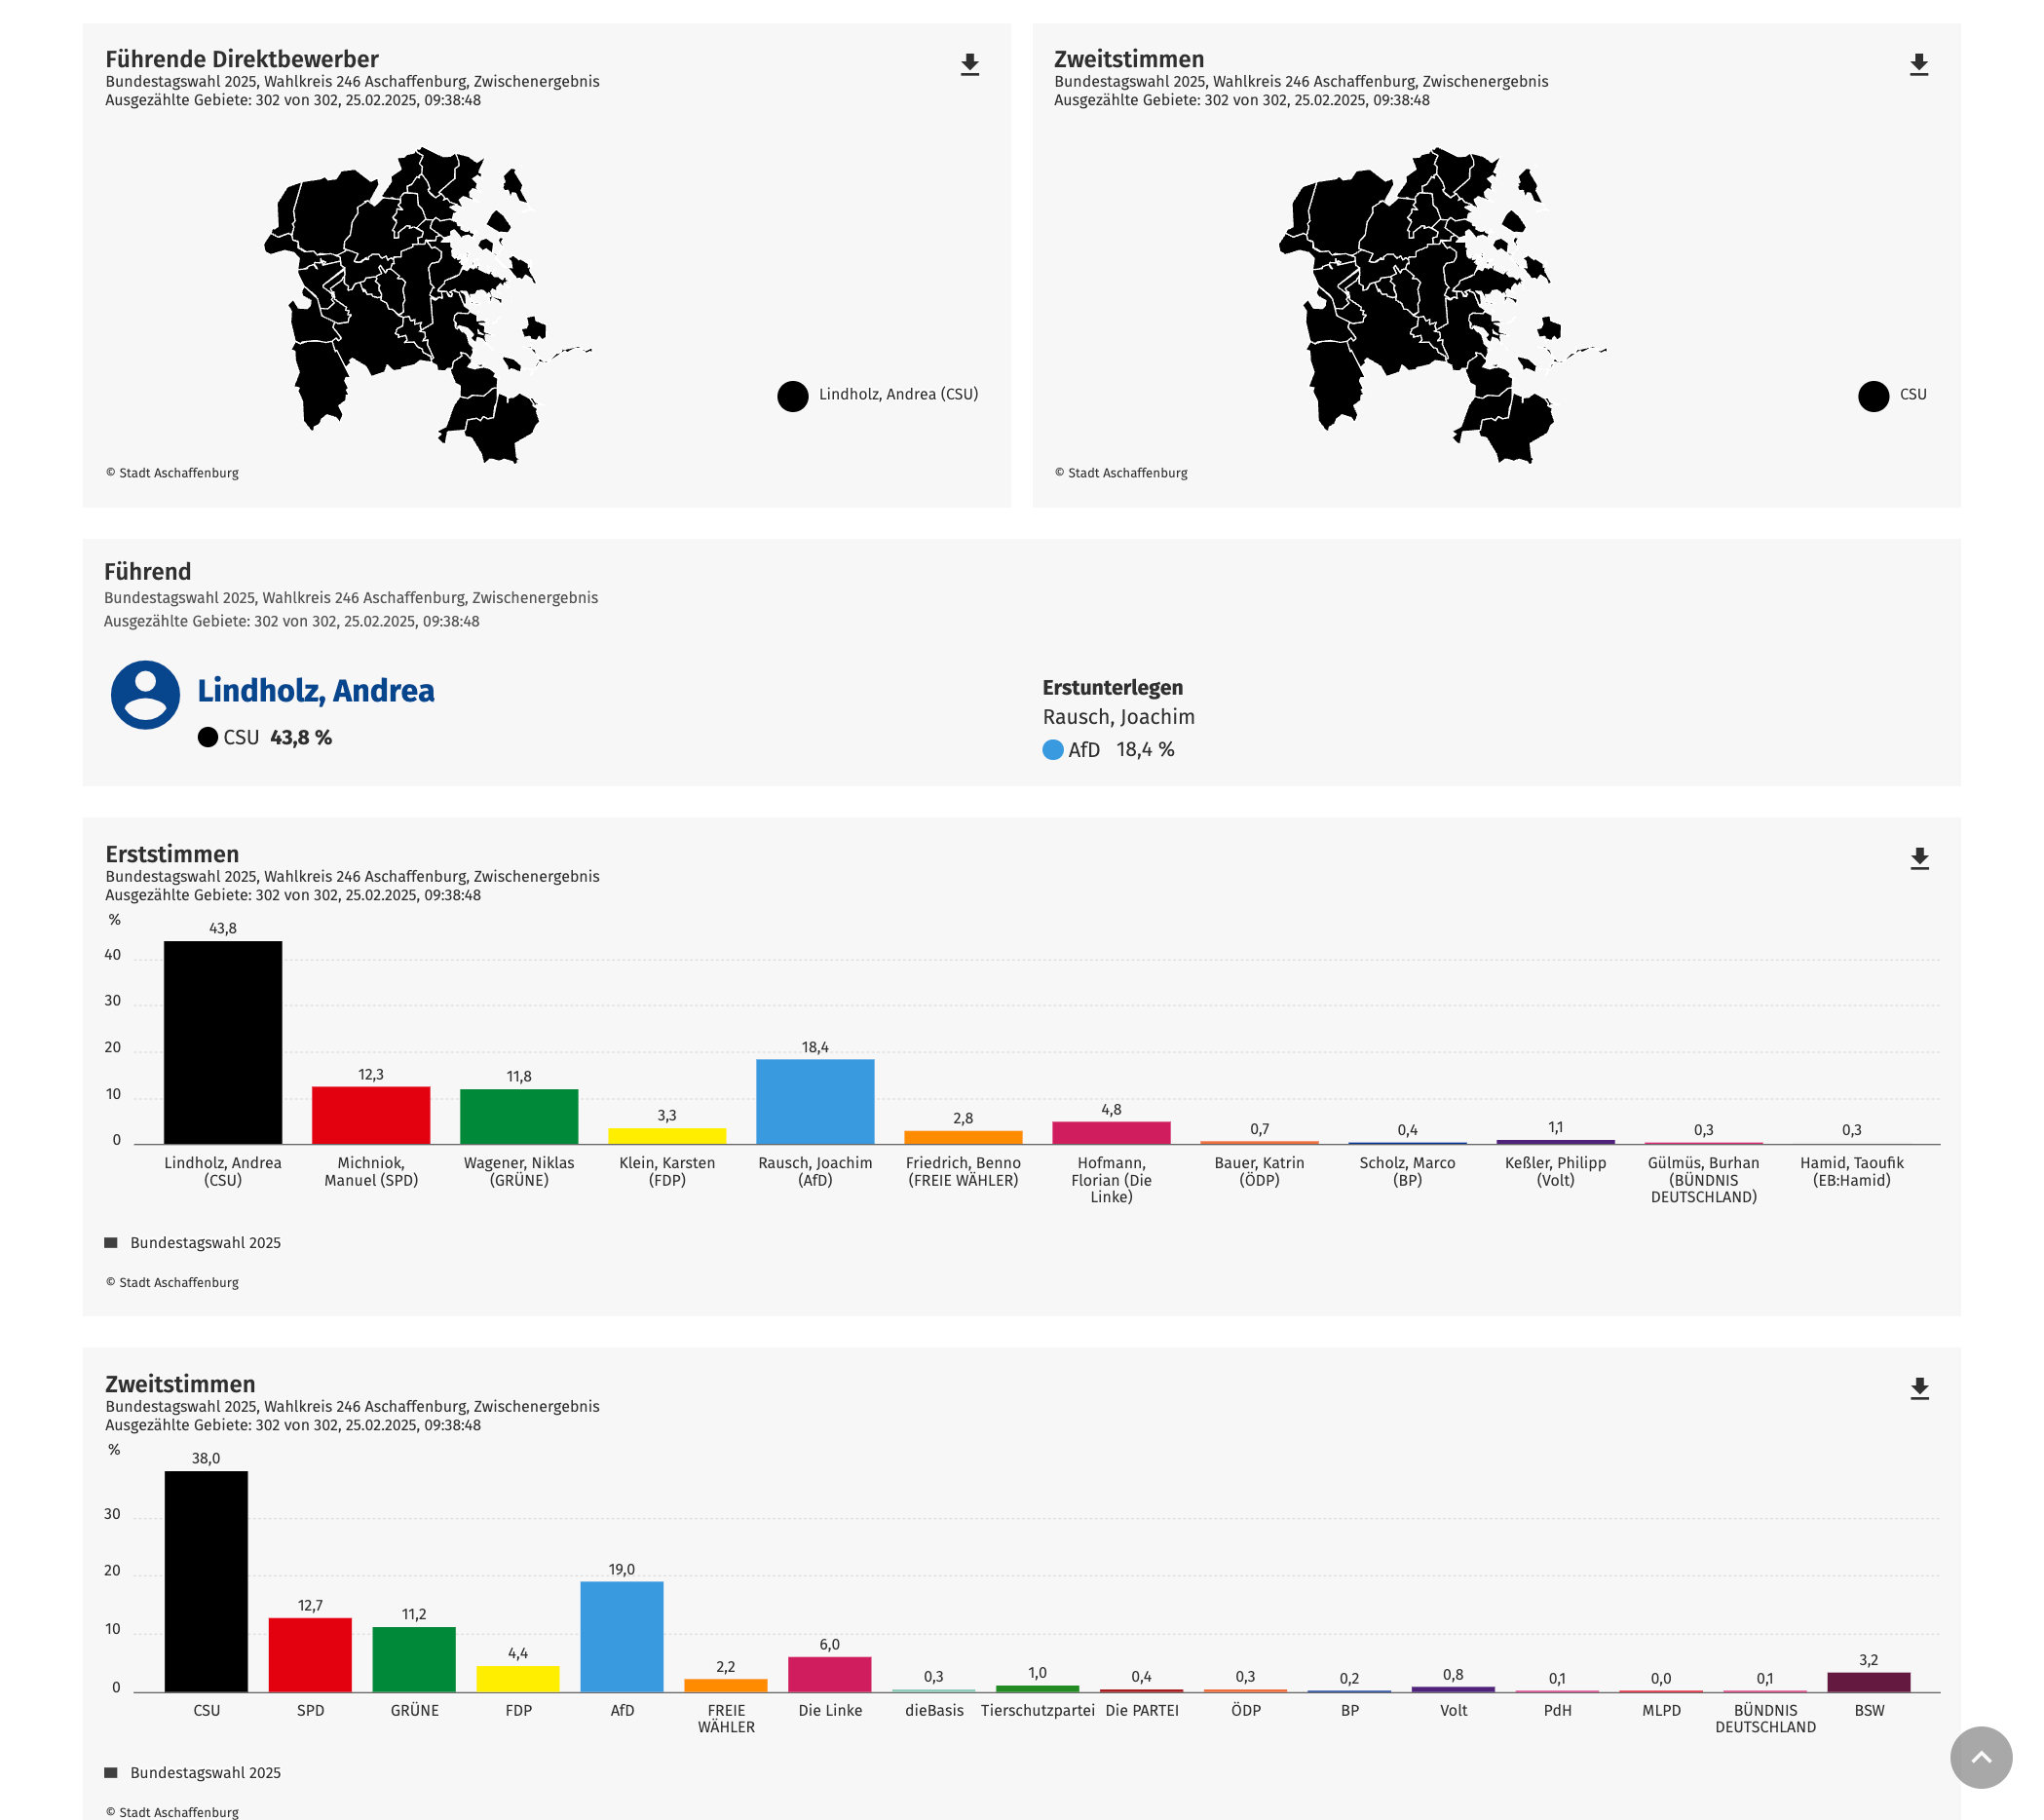 Führende Direktbewerber
Bundestagswahl 2025, Wahlkreis 246 Aschaffenburg, Zwischenergebnis
Ausgezählte Gebiete: 302 von 302, 25.02.2025, 09:38:48
Lindholz, Andrea (CSU)
© Stadt Aschaffenburg
Zweitstimmen
Bundestagswahl 2025, Wahlkreis 246 Aschaffenburg, Zwischenergebnis
Ausgezählte Gebiete: 302 von 302, 25.02.2025, 09:38:48
CSU
© Stadt Aschaffenburg
Führend
Bundestagswahl 2025, Wahlkreis 246 Aschaffenburg, Zwischenergebnis
Ausgezählte Gebiete: 302 von 302, 25.02.2025, 09:38:48
Lindholz, Andrea
CSU 43,8 %
Erstunterlegen
Rausch, Joachim
AfD 18,4 %
Erststimmen
Bundestagswahl 2025, Wahlkreis 246 Aschaffenburg, Zwischenergebnis
Ausgezählte Gebiete: 302 von 302, 25.02.2025, 09:38:48
%
40
30
20
10
0
43,8
12,3
11,8
3,3
18,4
2,8
4,8
0,7
0,4
1,1
0,3
0,3
Lindholz, Andrea
(CSU)
Michniok,
Manuel (SPD)
Wagener, Niklas
(GRÜNE)
Klein, Karsten
(FDP)
Rausch, Joachim
(AfD)
Friedrich, Benno
(FREIE WÄHLER)
Hofmann,
Florian (Die
Linke)
Bauer, Katrin
(ÖDP)
Scholz, Marco
(BP)
Keßler, Philipp
(Volt)
Gülmüs, Burhan
(BÜNDNIS
DEUTSCHLAND)
Hamid, Taoufik
(EB:Hamid)
Bundestagswahl 2025
© Stadt Aschaffenburg
Zweitstimmen
Bundestagswahl 2025, Wahlkreis 246 Aschaffenburg, Zwischenergebnis
Ausgezählte Gebiete: 302 von 302, 25.02.2025, 09:38:48
%
30
20
10
0
38,0
12,7
11,2
4,4
19,0
2,2
6,0
0,3
1,0
0,4
0,3
0,2
0,8
0,1
0,0
0,1
3,2
CSU
SPD
GRÜNE
FDP
AfD
FREIE
WÄHLER
Die Linke
dieBasis
Tierschutzpartei
Die PARTEI
ÖDP
BP
Volt
PdH
MLPD
BÜNDNIS
DEUTSCHLAND
BSW
Bundestagswahl 2025
© Stadt Aschaffenburg